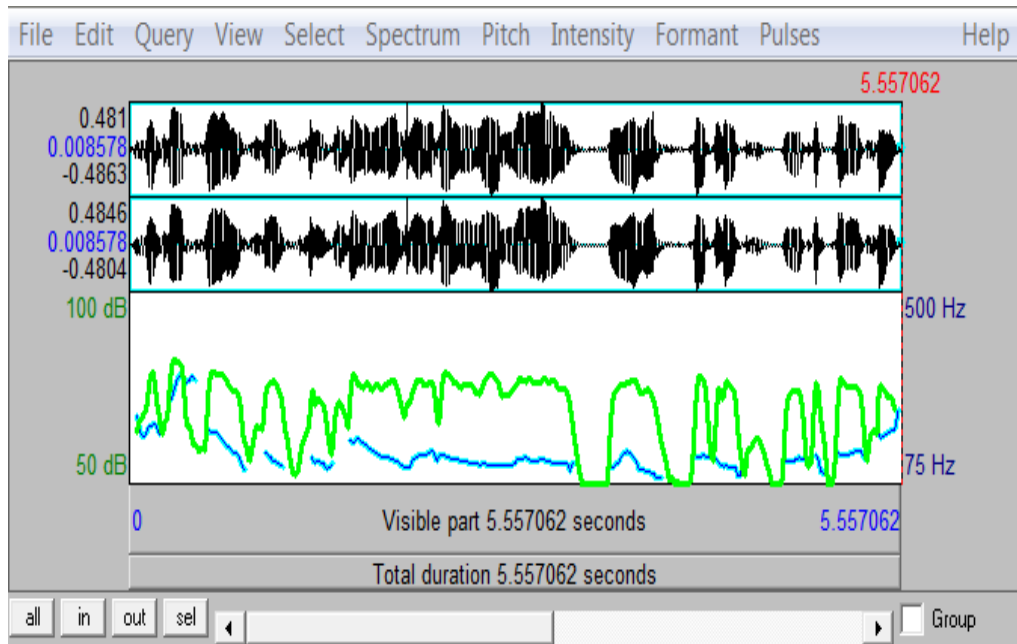 File Edit Query View Select Spectrum Pitch Intensity Formant Pulses Help
5.557062
0.481
0.008578
-0.4863
0.4846
0.008578
-0.4804
100 dB 500 Hz
50 dB 75 Hz
0 Visible part 5.557062 seconds 5.557062
Total duration 5.557062 seconds
all in out sel Group